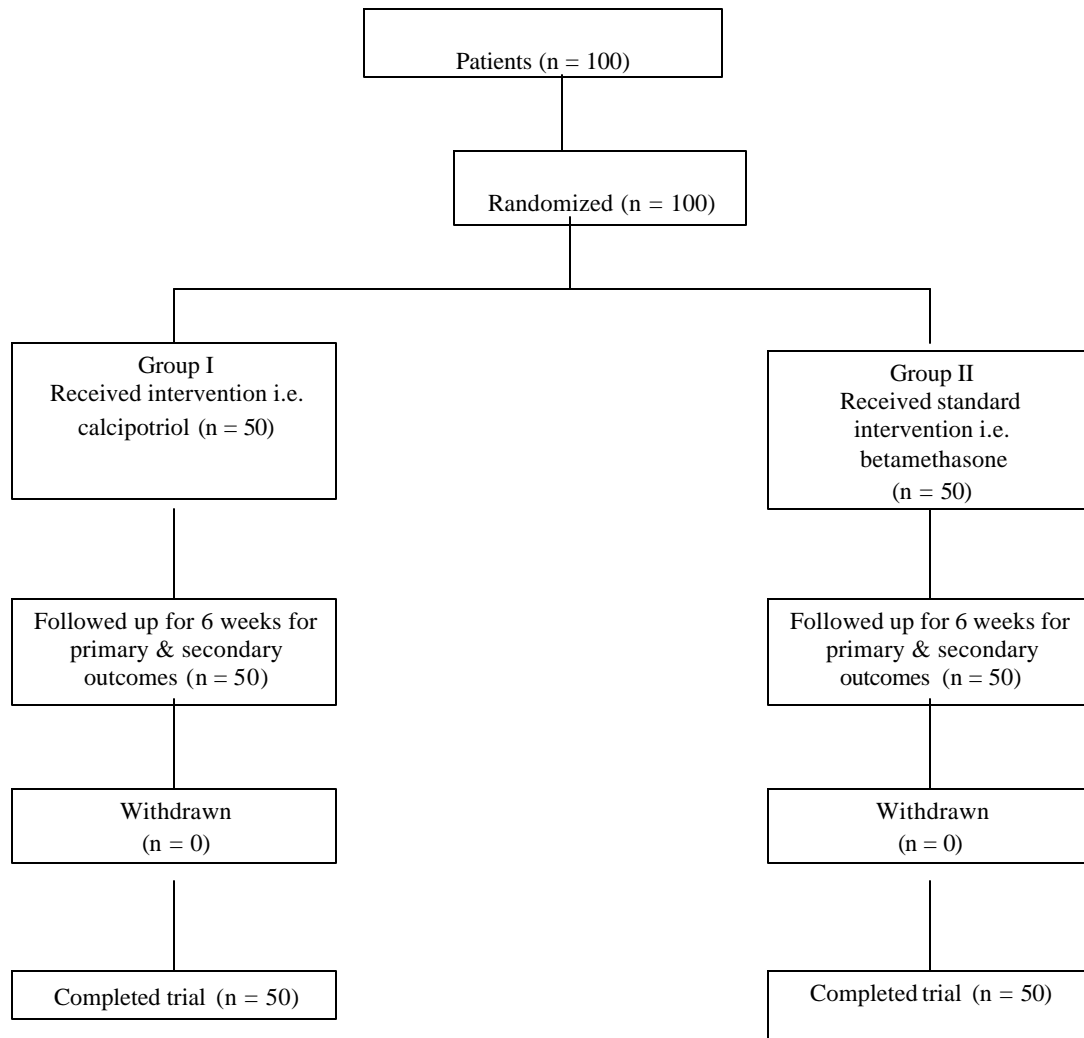 Patients (n = 100)
Randomized (n = 100)
Group I
Received intervention i.e.
calcipotriol (n = 50)
Group II
Received standard
intervention i.e.
betamethasone
(n = 50)
Followed up for 6 weeks for
primary & secondary
outcomes (n = 50)
Followed up for 6 weeks for
primary & secondary
outcomes (n = 50)
Withdrawn
(n = 0)
Withdrawn
(n = 0)
Completed trial (n = 50)
Completed trial (n = 50)